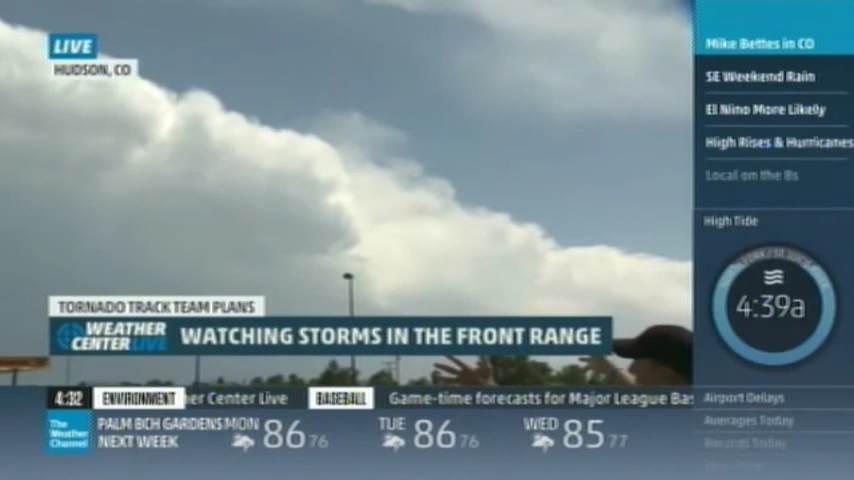 LIVE
HUDSON, CO
Mike Bettes in CO
SE Weekend Rain
El Nino More Likely
High Rises & Hurricanes
Local on the 8s
High Tide
4:39a
TORNADO TRACK TEAM PLANS
WEATHER CENTER LIVE
WATCHING STORMS IN THE FRONT RANGE
4:32 ENVIRONMENT ner Center Live BASEBALL Game-time forecasts for Major League Bas
Airport Delays
Averages Today
Records Today
The Weather Channel
PALM BCH GARDENS NEXT WEEK
MON 86 76
TUE 86 76
WED 85 77